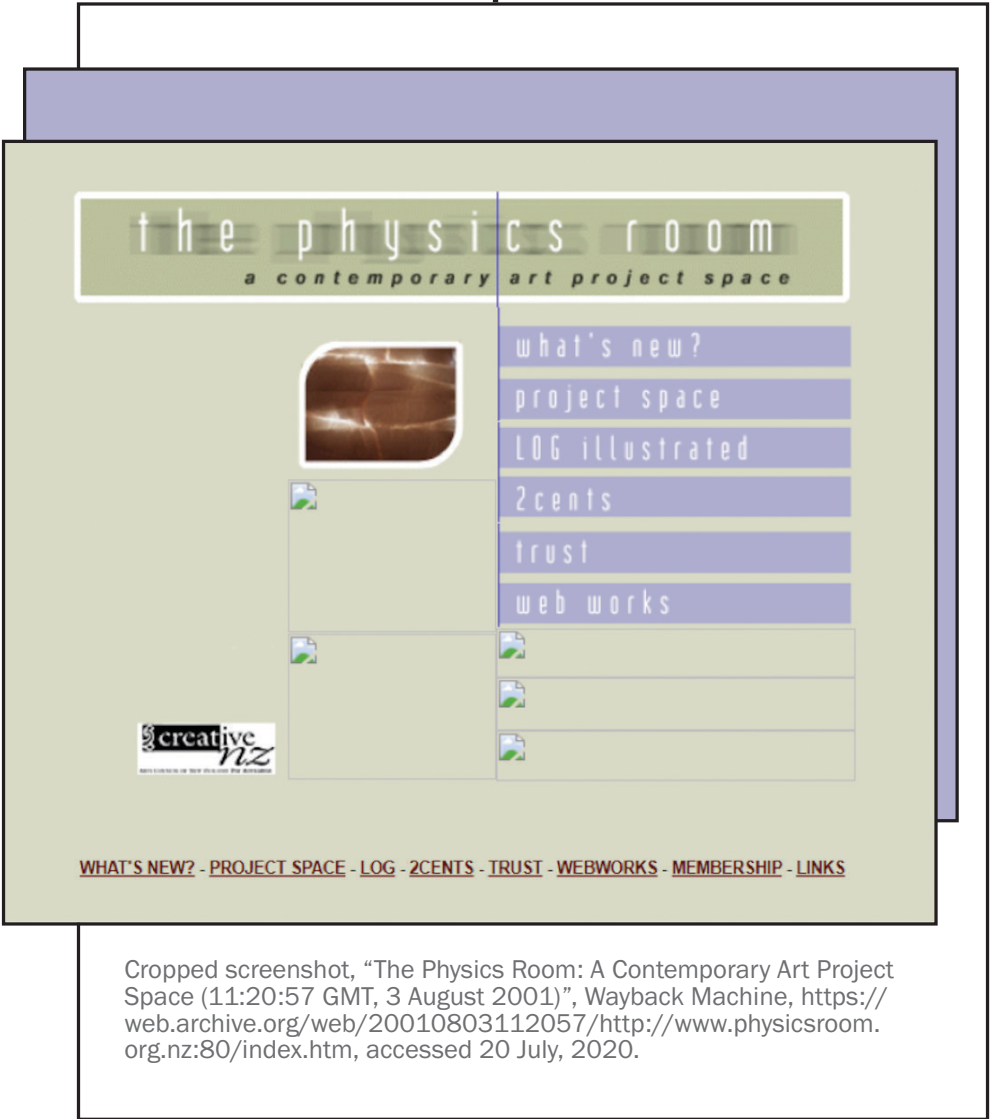 the physics room
a contemporary art project space
what's new?
project space
LOG illustrated
2cents
trust
web works
creative
nz
WHAT'S NEW? - PROJECT SPACE - LOG - 2CENTS - TRUST - WEBWORKS - MEMBERSHIP - LINKS
Cropped screenshot, “The Physics Room: A Contemporary Art Project
Space (11:20:57 GMT, 3 August 2001)”, Wayback Machine, https://
web.archive.org/web/20010803112057/http://www.physicsroom.
org.nz:80/index.htm, accessed 20 July, 2020.